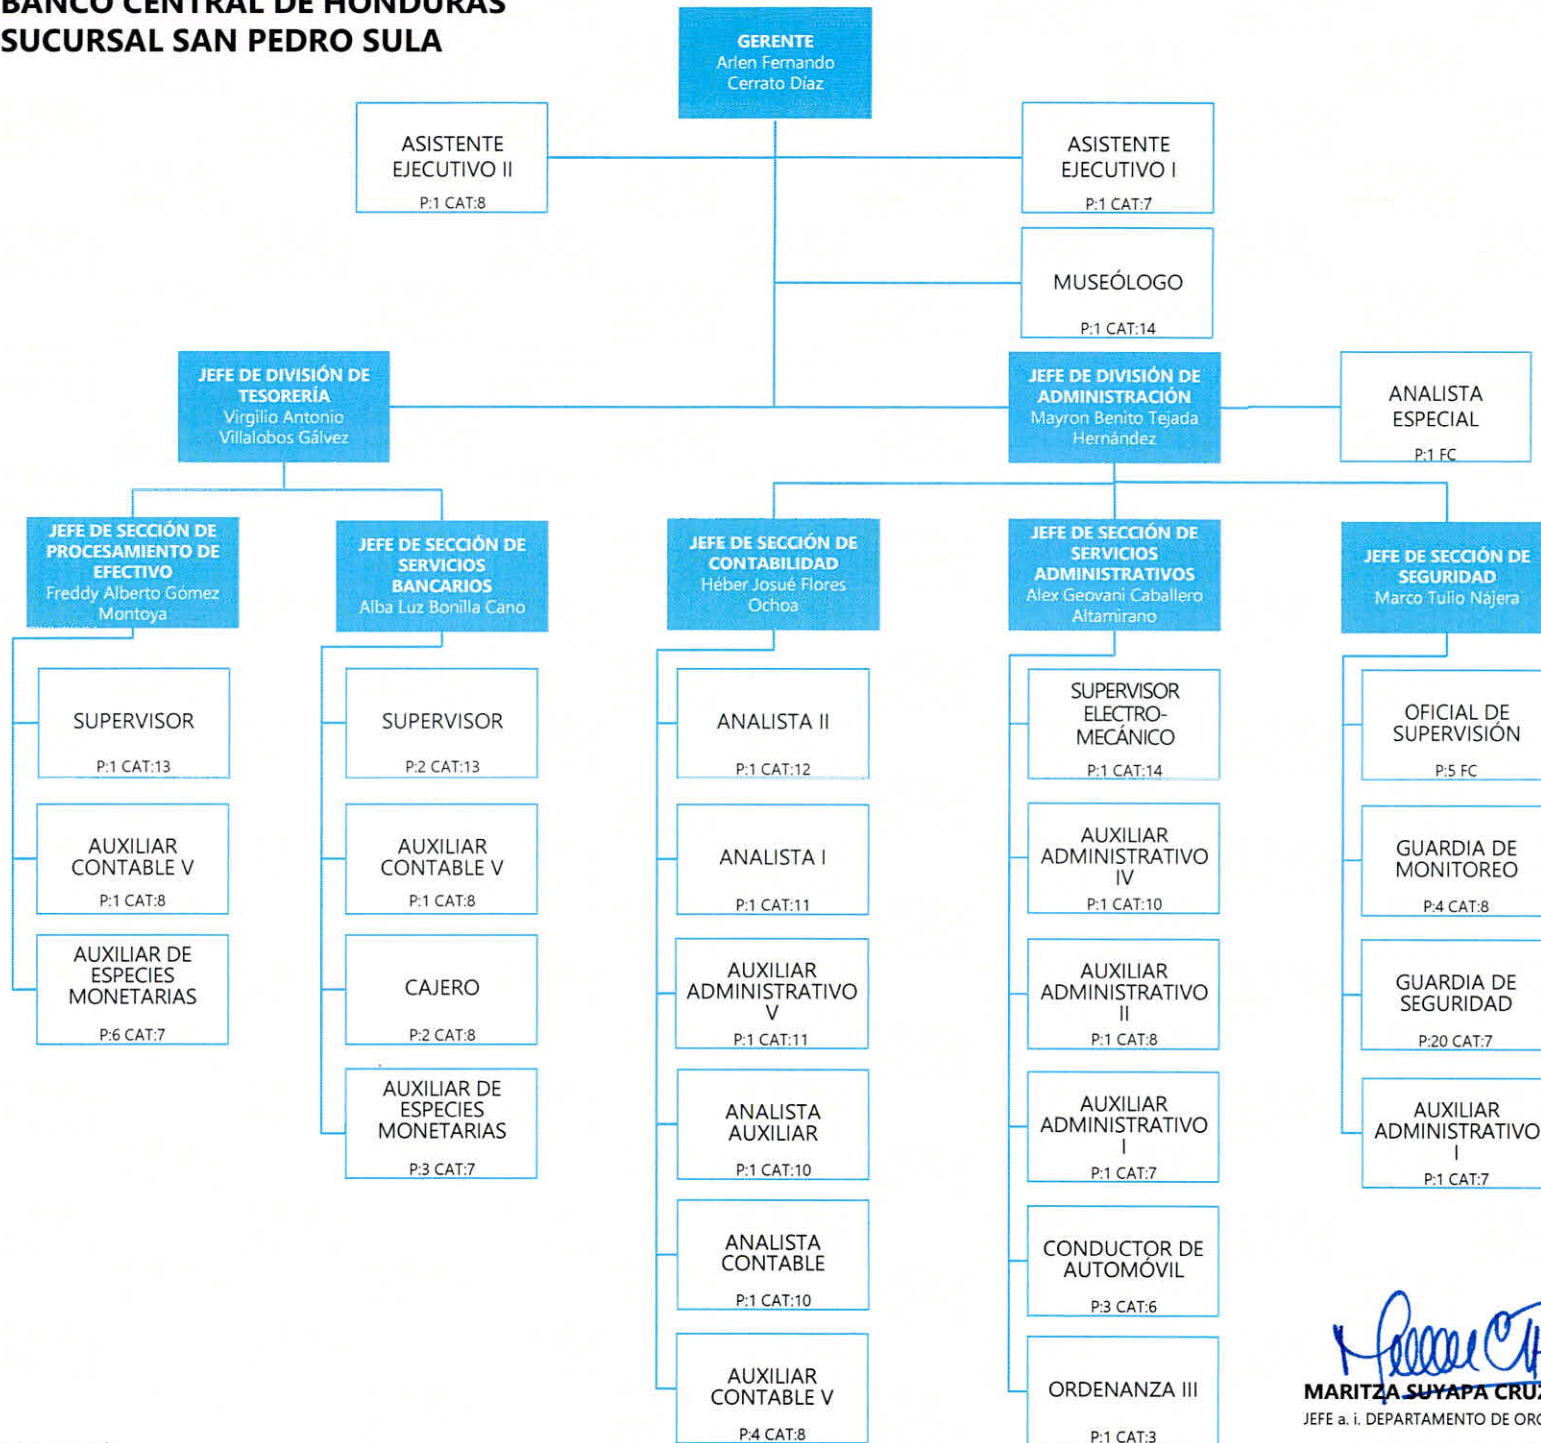 BANCO CENTRAL DE HONDURAS
SUCURSAL SAN PEDRO SULA
GERENTE
Arlen Fernando
Cerrato Díaz
ASISTENTE
EJECUTIVO II
P:1 CAT:8
ASISTENTE
EJECUTIVO I
P:1 CAT:7
MUSEÓLOGO
P:1 CAT:14
JEFE DE DIVISIÓN DE
TESORERÍA
Virgilio Antonio
Villalobos Gálvez
JEFE DE DIVISIÓN DE
ADMINISTRACIÓN
Mayron Benito Tejada
Hernández
ANALISTA
ESPECIAL
P:1 FC
JEFE DE SECCIÓN DE
PROCESAMIENTO DE
EFECTIVO
Freddy Alberto Gómez
Montoya
SUPERVISOR
P:1 CAT:13
AUXILIAR
CONTABLE V
P:1 CAT:8
AUXILIAR DE
ESPECIES
MONETARIAS
P:6 CAT:7
JEFE DE SECCIÓN DE
SERVICIOS
BANCARIOS
Alba Luz Bonilla Cano
SUPERVISOR
P:2 CAT:13
AUXILIAR
CONTABLE V
P:1 CAT:8
CAJERO
P:2 CAT:8
AUXILIAR DE
ESPECIES
MONETARIAS
P:3 CAT:7
JEFE DE SECCIÓN DE
CONTABILIDAD
Héber Josué Flores
Ochoa
ANALISTA II
P:1 CAT:12
ANALISTA I
P:1 CAT:11
AUXILIAR
ADMINISTRATIVO
V
P:1 CAT:11
ANALISTA
AUXILIAR
P:1 CAT:10
ANALISTA
CONTABLE
P:1 CAT:10
AUXILIAR
CONTABLE V
P:4 CAT:8
JEFE DE SECCIÓN DE
SERVICIOS
ADMINISTRATIVOS
Alex Geovani Caballero
Altamirano
SUPERVISOR
ELECTRO-
MECÁNICO
P:1 CAT:14
AUXILIAR
ADMINISTRATIVO
IV
P:1 CAT:10
AUXILIAR
ADMINISTRATIVO
II
P:1 CAT:8
AUXILIAR
ADMINISTRATIVO
I
P:1 CAT:7
CONDUCTOR DE
AUTOMÓVIL
P:3 CAT:6
ORDENANZA III
P:1 CAT:3
JEFE DE SECCIÓN DE
SEGURIDAD
Marco Tulio Nájera
OFICIAL DE
SUPERVISIÓN
P:5 FC
GUARDIA DE
MONITOREO
P:4 CAT:8
GUARDIA DE
SEGURIDAD
P:20 CAT:7
AUXILIAR
ADMINISTRATIVO
I
P:1 CAT:7
MARITZA SUYAPA CRUZ
JEFE a. i. DEPARTAMENTO DE